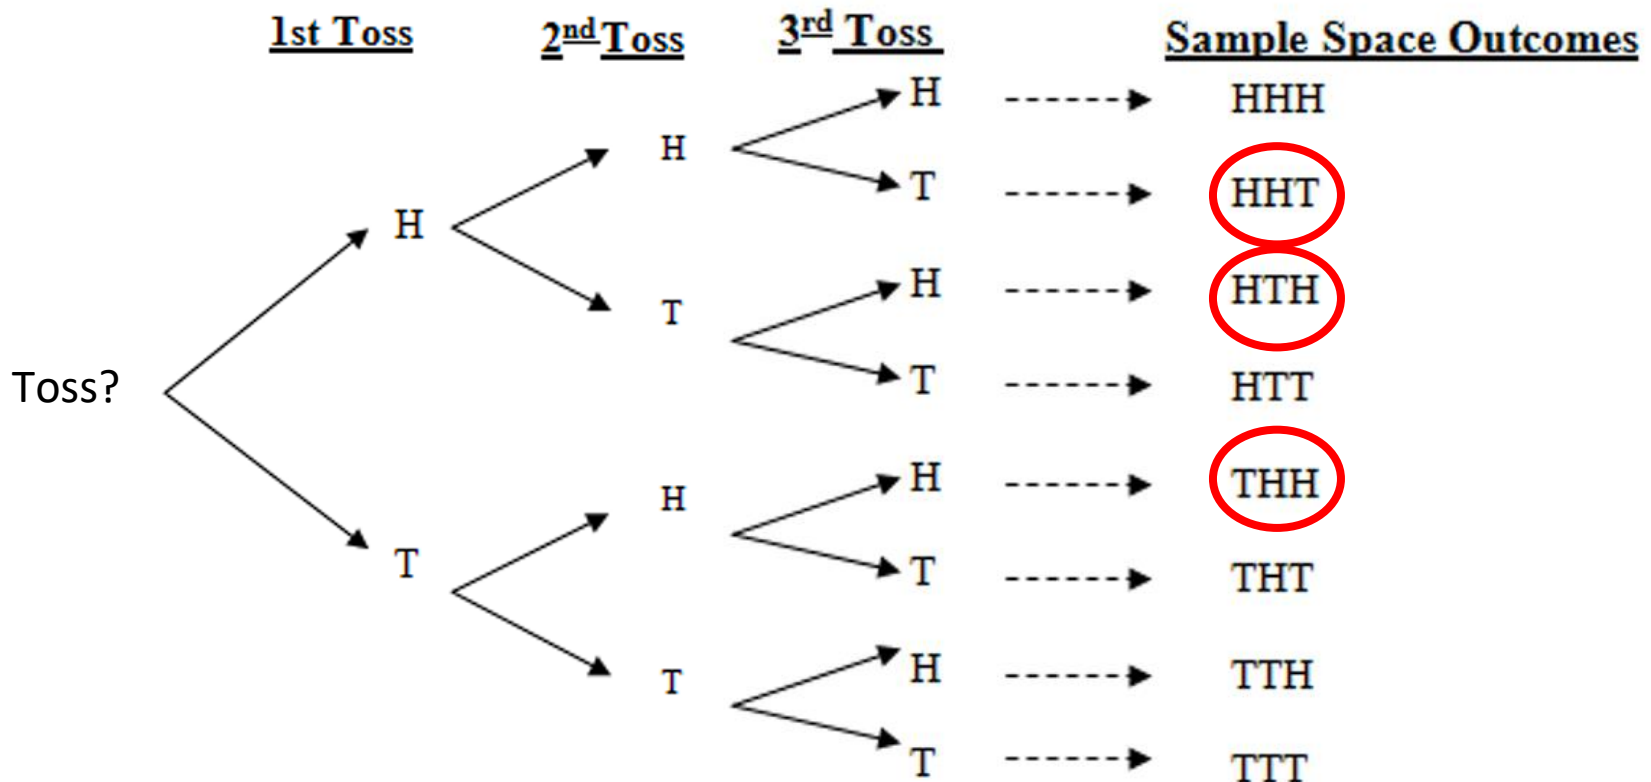 1st Toss 2nd Toss 3rd Toss Sample Space Outcomes
H HHH
H
T HHT
H
H HTH
T
T HTT
Toss?
H THH
H
T THT
T
H TTH
T
T TTT